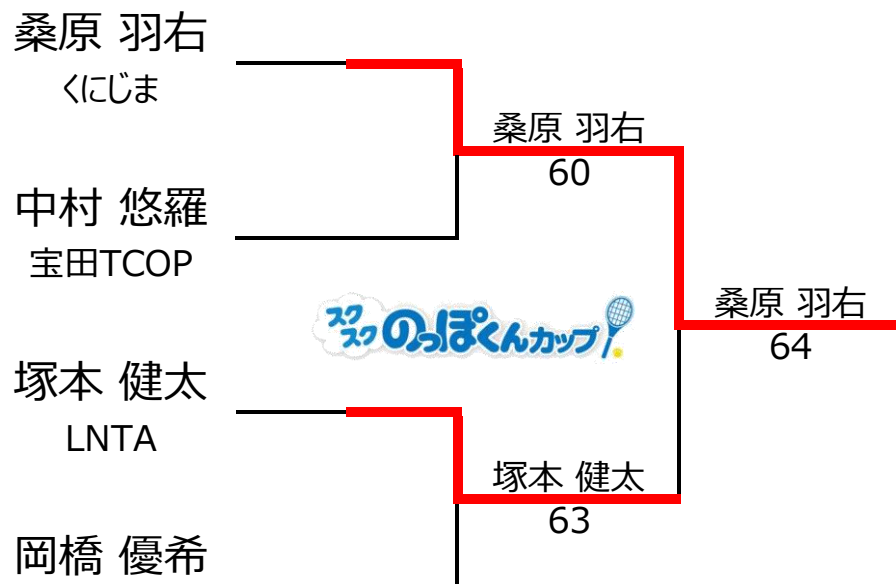 桑原 羽右
くにじま
桑原 羽右
60
中村 悠羅
宝田TCOP
スクスクのっぽくんカップ
桑原 羽右
64
塚本 健太
LNTA
塚本 健太
63
岡橋 優希